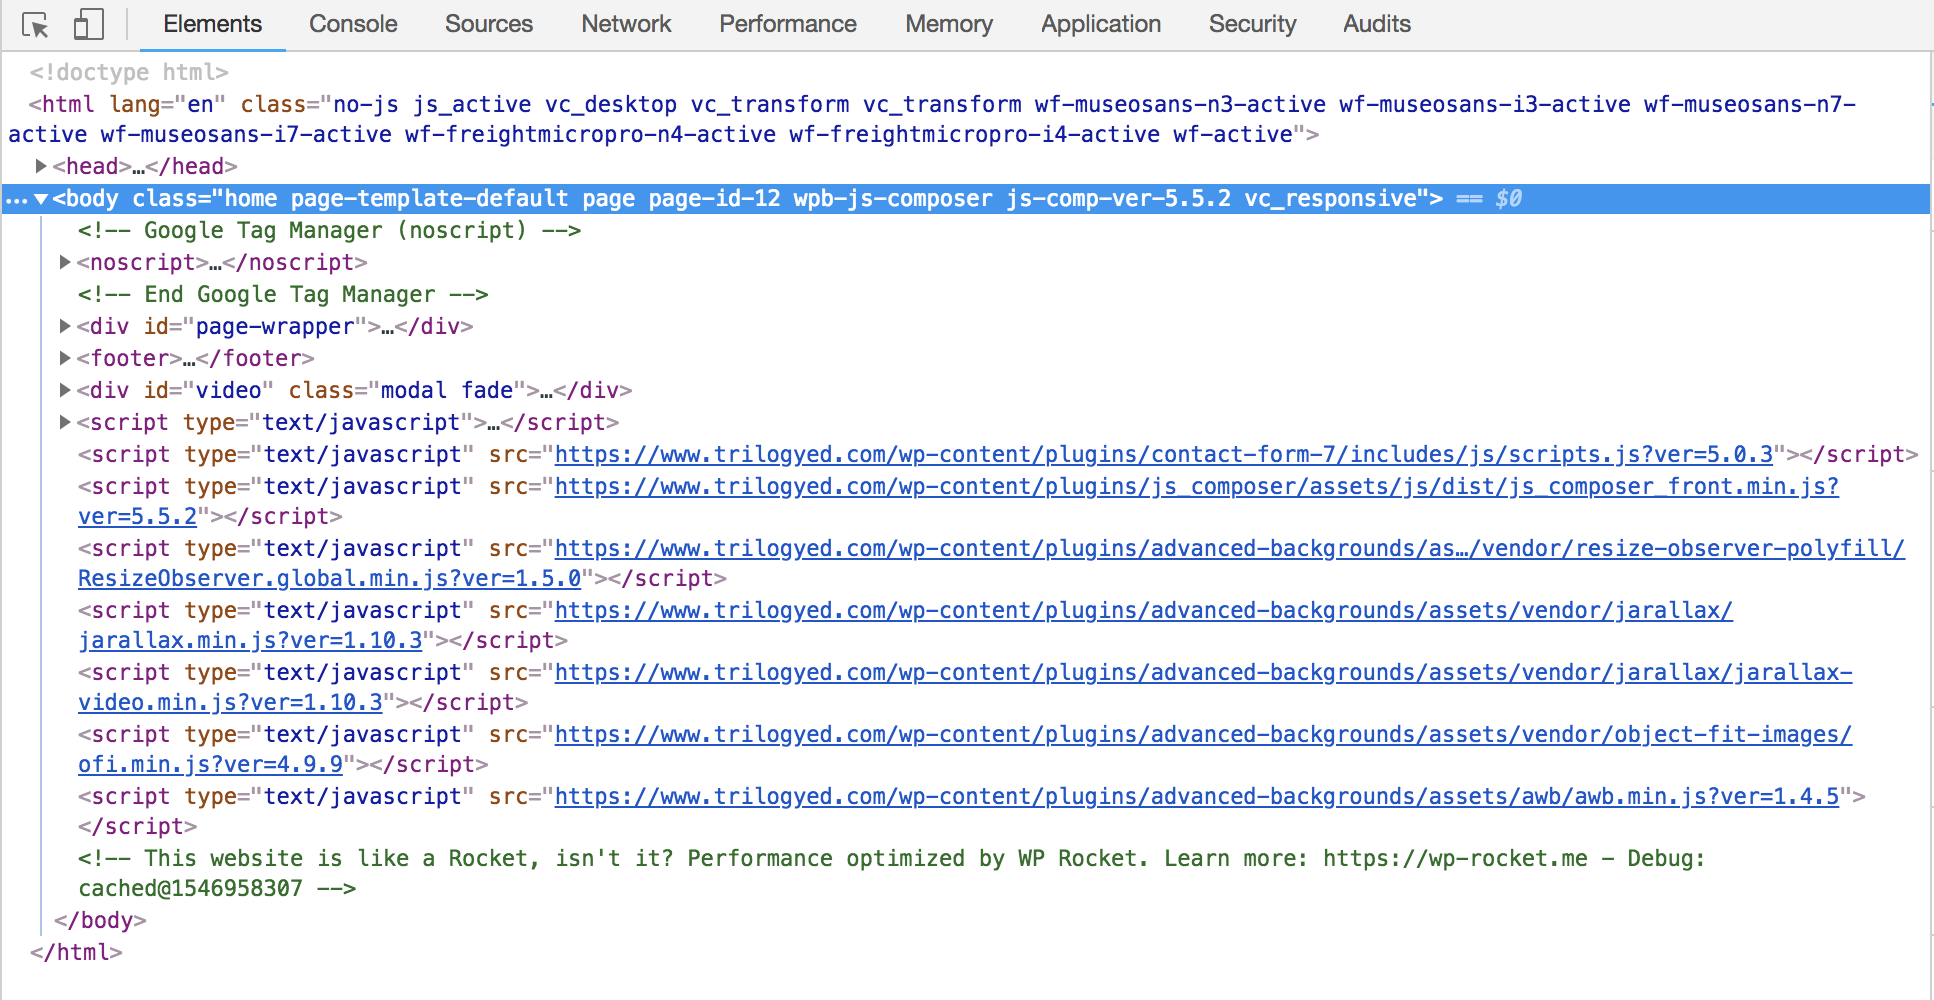 Elements Console Sources Network Performance Memory Application Security Audits
<!doctype html>
<html lang="en" class="no-js js_active vc_desktop vc_transform vc_transform wf-museosans-n3-active wf-museosans-i3-active wf-museosans-n7-
active wf-museosans-i7-active wf-freightmicropro-n4-active wf-freightmicropro-i4-active wf-active">
<head>…</head>
…<body class="home page-template-default page page-id-12 wpb-js-composer js-comp-ver-5.5.2 vc_responsive"> == $0
<!-- Google Tag Manager (noscript) -->
<noscript>…</noscript>
<!-- End Google Tag Manager -->
<div id="page-wrapper">…</div>
<footer>…</footer>
<div id="video" class="modal fade">…</div>
<script type="text/javascript">…</script>
<script type="text/javascript" src="https://www.trilogyed.com/wp-content/plugins/contact-form-7/includes/js/scripts.js?ver=5.0.3"></script>
<script type="text/javascript" src="https://www.trilogyed.com/wp-content/plugins/js_composer/assets/js/dist/js_composer_front.min.js?
ver=5.5.2"></script>
<script type="text/javascript" src="https://www.trilogyed.com/wp-content/plugins/advanced-backgrounds/as…/vendor/resize-observer-polyfill/
ResizeObserver.global.min.js?ver=1.5.0"></script>
<script type="text/javascript" src="https://www.trilogyed.com/wp-content/plugins/advanced-backgrounds/assets/vendor/jarallax/
jarallax.min.js?ver=1.10.3"></script>
<script type="text/javascript" src="https://www.trilogyed.com/wp-content/plugins/advanced-backgrounds/assets/vendor/jarallax/jarallax-
video.min.js?ver=1.10.3"></script>
<script type="text/javascript" src="https://www.trilogyed.com/wp-content/plugins/advanced-backgrounds/assets/vendor/object-fit-images/
ofi.min.js?ver=4.9.9"></script>
<script type="text/javascript" src="https://www.trilogyed.com/wp-content/plugins/advanced-backgrounds/assets/awb/awb.min.js?ver=1.4.5">
</script>
<!-- This website is like a Rocket, isn't it? Performance optimized by WP Rocket. Learn more: https://wp-rocket.me - Debug:
cached@1546958307 -->
</body>
</html>